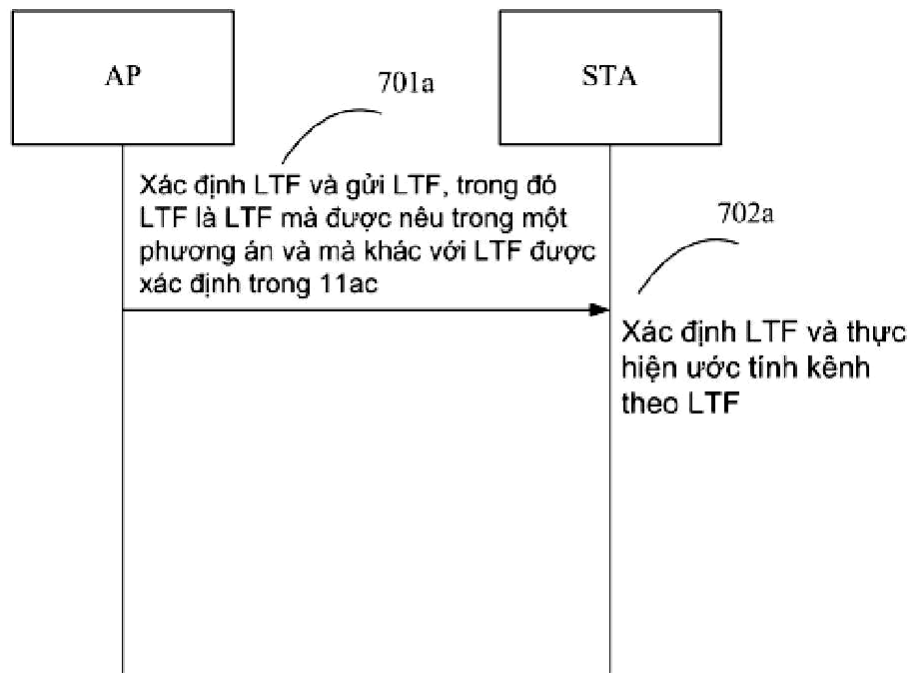 AP
STA
701a
Xác định LTF và gửi LTF, trong đó
LTF là LTF mà được nêu trong một
phương án và mà khác với LTF được
xác định trong 11ac
702a
Xác định LTF và thực
hiện ước tính kênh
theo LTF